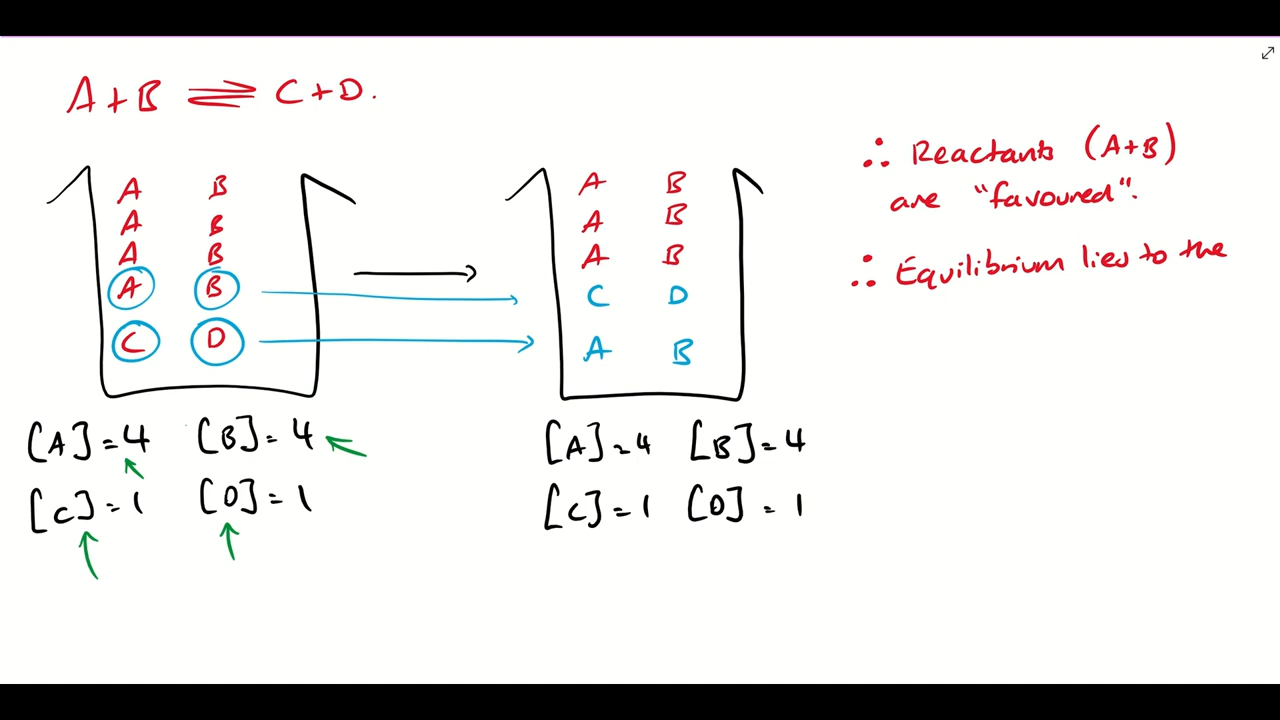 A + B ⇌ C + D.
∴ Reactants (A+B)
are "favoured".
∴ Equilibrium lies to the
A B
A B
A B
A B
C D
A B
A B
A B
C D
A B
[A] = 4 [B] = 4
[C] = 1 [D] = 1
[A] = 4 [B] = 4
[C] = 1 [D] = 1